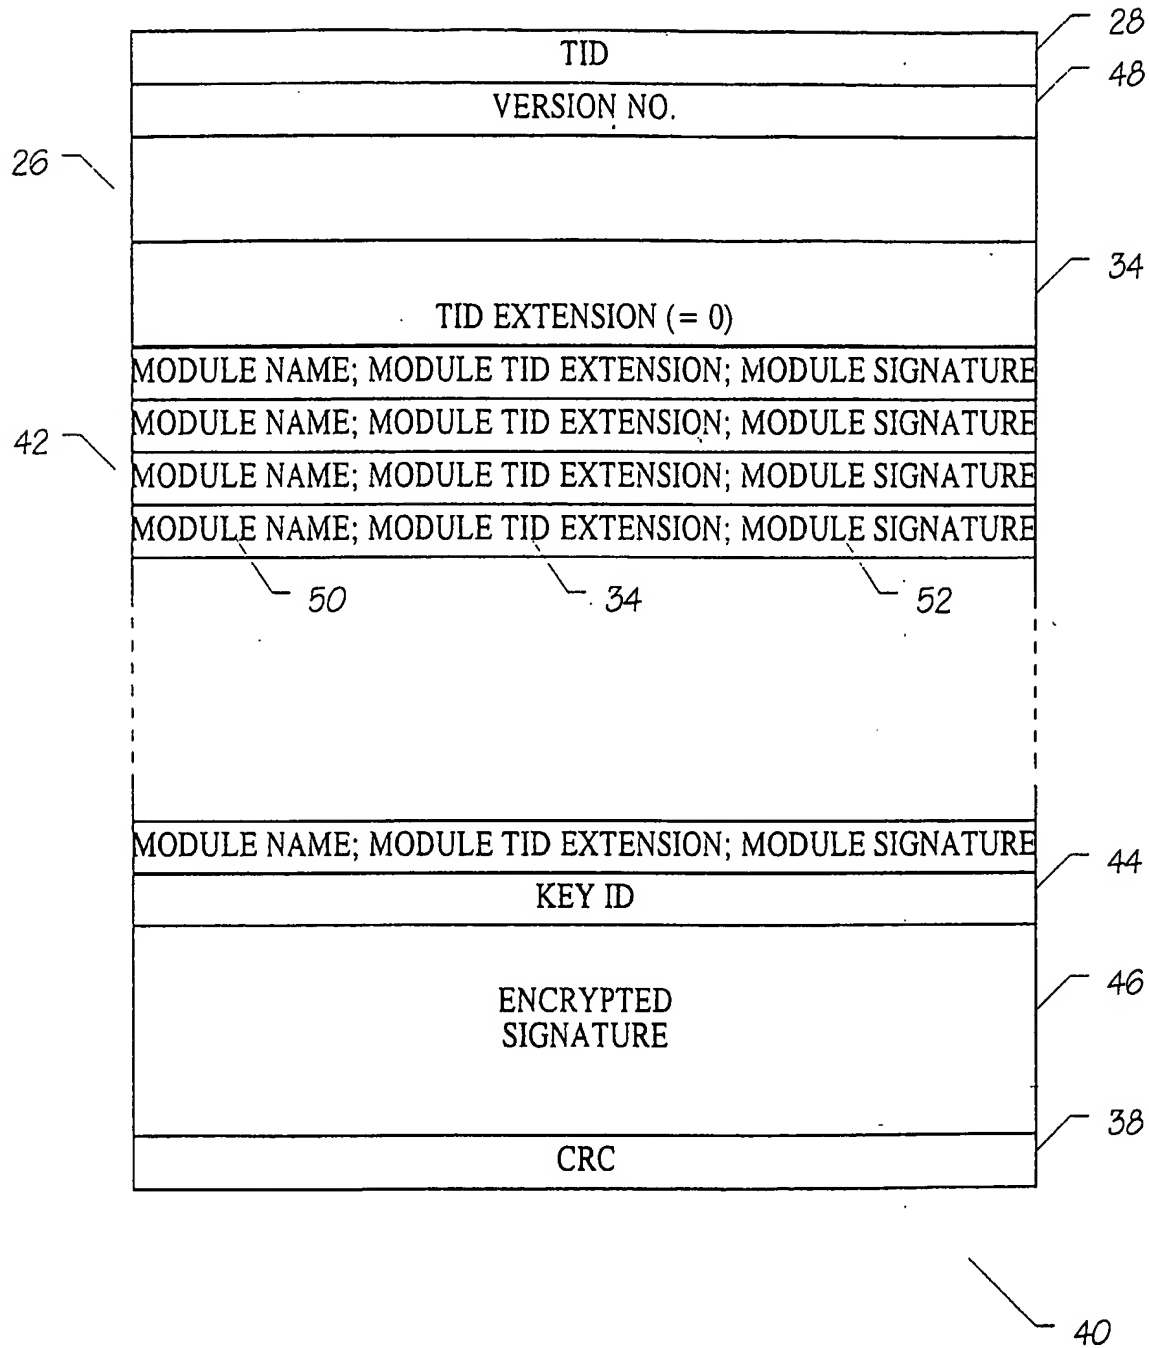 28
TID
48
VERSION NO.
26
34
TID EXTENSION (= 0)
MODULE NAME; MODULE TID EXTENSION; MODULE SIGNATURE
MODULE NAME; MODULE TID EXTENSION; MODULE SIGNATURE
42
MODULE NAME; MODULE TID EXTENSION; MODULE SIGNATURE
MODULE NAME; MODULE TID EXTENSION; MODULE SIGNATURE
50 34 52
MODULE NAME; MODULE TID EXTENSION; MODULE SIGNATURE
44
KEY ID
46
ENCRYPTED
SIGNATURE
38
CRC
40